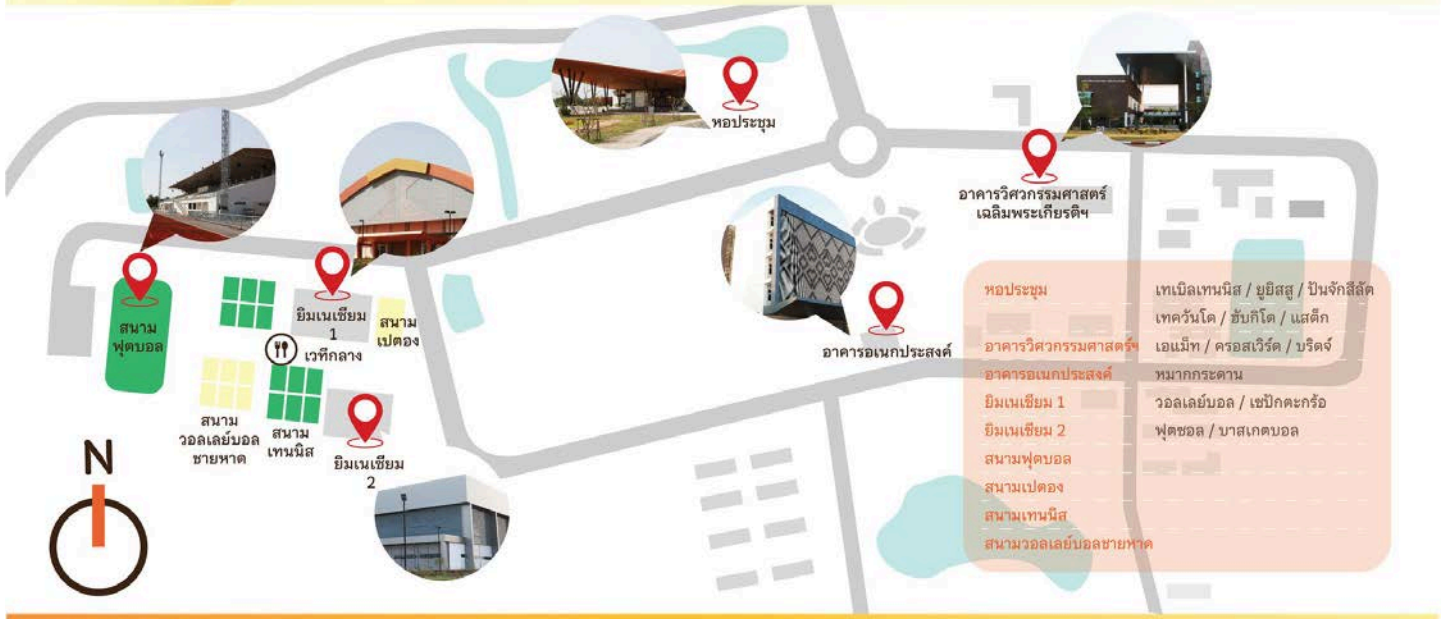 หอประชุม
อาคารวิศวกรรมศาสตร์
เฉลิมพระเกียรติฯ
สนาม
ฟุตบอล
ยิมเนเซียม
1
เวทีกลาง
สนาม
เปตอง
อาคารอเนกประสงค์
สนาม
วอลเลย์บอล
ชายหาด
สนาม
เทนนิส
ยิมเนเซียม
2
N
หอประชุม เทเบิลเทนนิส / ยูยิสสู / ปันจักสีลัต
เทควันโด / ฮับกิโด / แสต็ก
อาคารวิศวกรรมศาสตร์ฯ เอแม็ท / ครอสเวิร์ด / บริดจ์
อาคารอเนกประสงค์ หมากกระดาน
ยิมเนเซียม 1 วอลเลย์บอล / เซปักตะกร้อ
ยิมเนเซียม 2 ฟุตซอล / บาสเกตบอล
สนามฟุตบอล
สนามเปตอง
สนามเทนนิส
สนามวอลเลย์บอลชายหาด